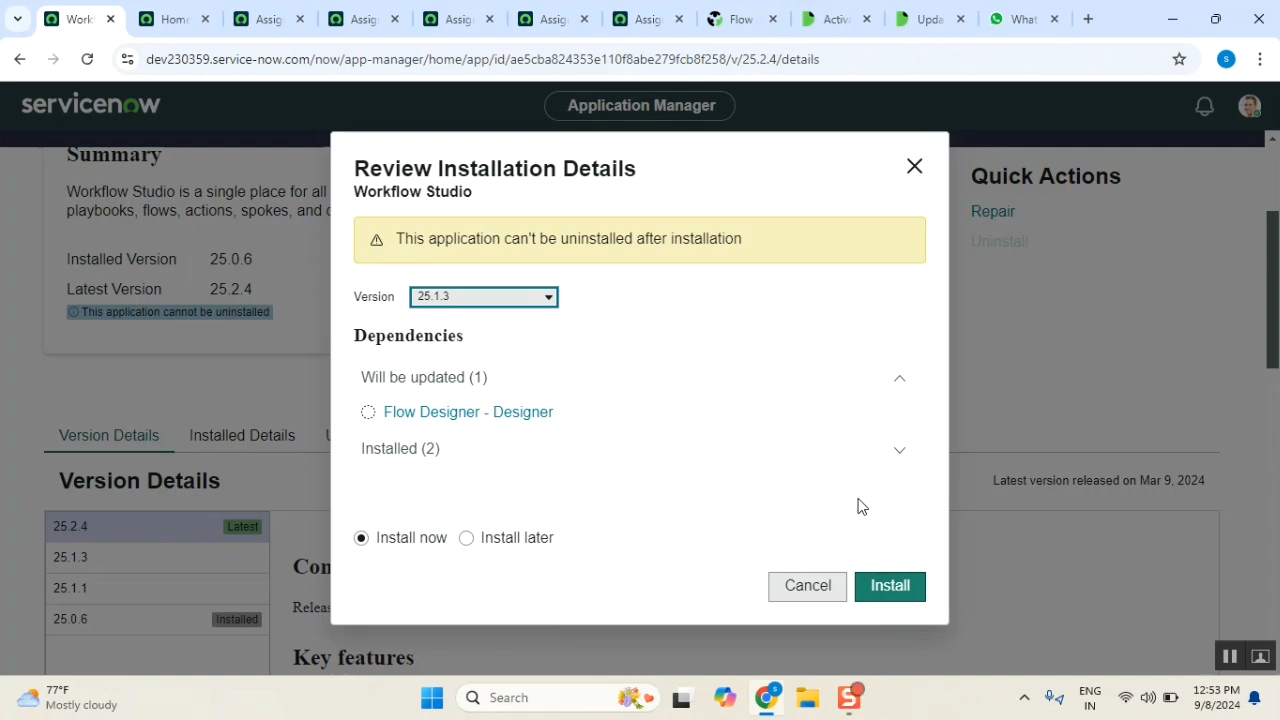 Work
Home
Assig
Assig
Assig
Assig
Assig
Flow
Activa
Upda
What
dev230359.service-now.com/now/app-manager/home/app/id/ae5cba824353e110f8abe279fcb8f258/v/25.2.4/details
s
servicenow
Application Manager
Summary
Workflow Studio is a single place for all
playbooks, flows, actions, spokes, and
Installed Version 25.0.6
Latest Version 25.2.4
This application cannot be uninstalled
Review Installation Details
Workflow Studio
This application can't be uninstalled after installation
Version 25.1.3
Dependencies
Will be updated (1)
Flow Designer - Designer
Installed (2)
Install now Install later
Cancel Install
Quick Actions
Repair
Uninstall
Version Details Installed Details
Version Details
Latest version released on Mar 9, 2024
25.2.4 Latest
25.1.3
25.1.1
25.0.6 Installed
Con
Releas
Key features
77°F
Mostly cloudy
Search
ENG
IN
12:53 PM
9/8/2024